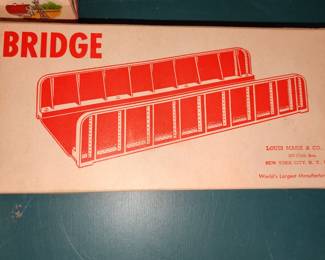 BRIDGE
LOUIS MARX & CO.
NEW YORK CITY, N. Y.
World's Largest Manufacturer